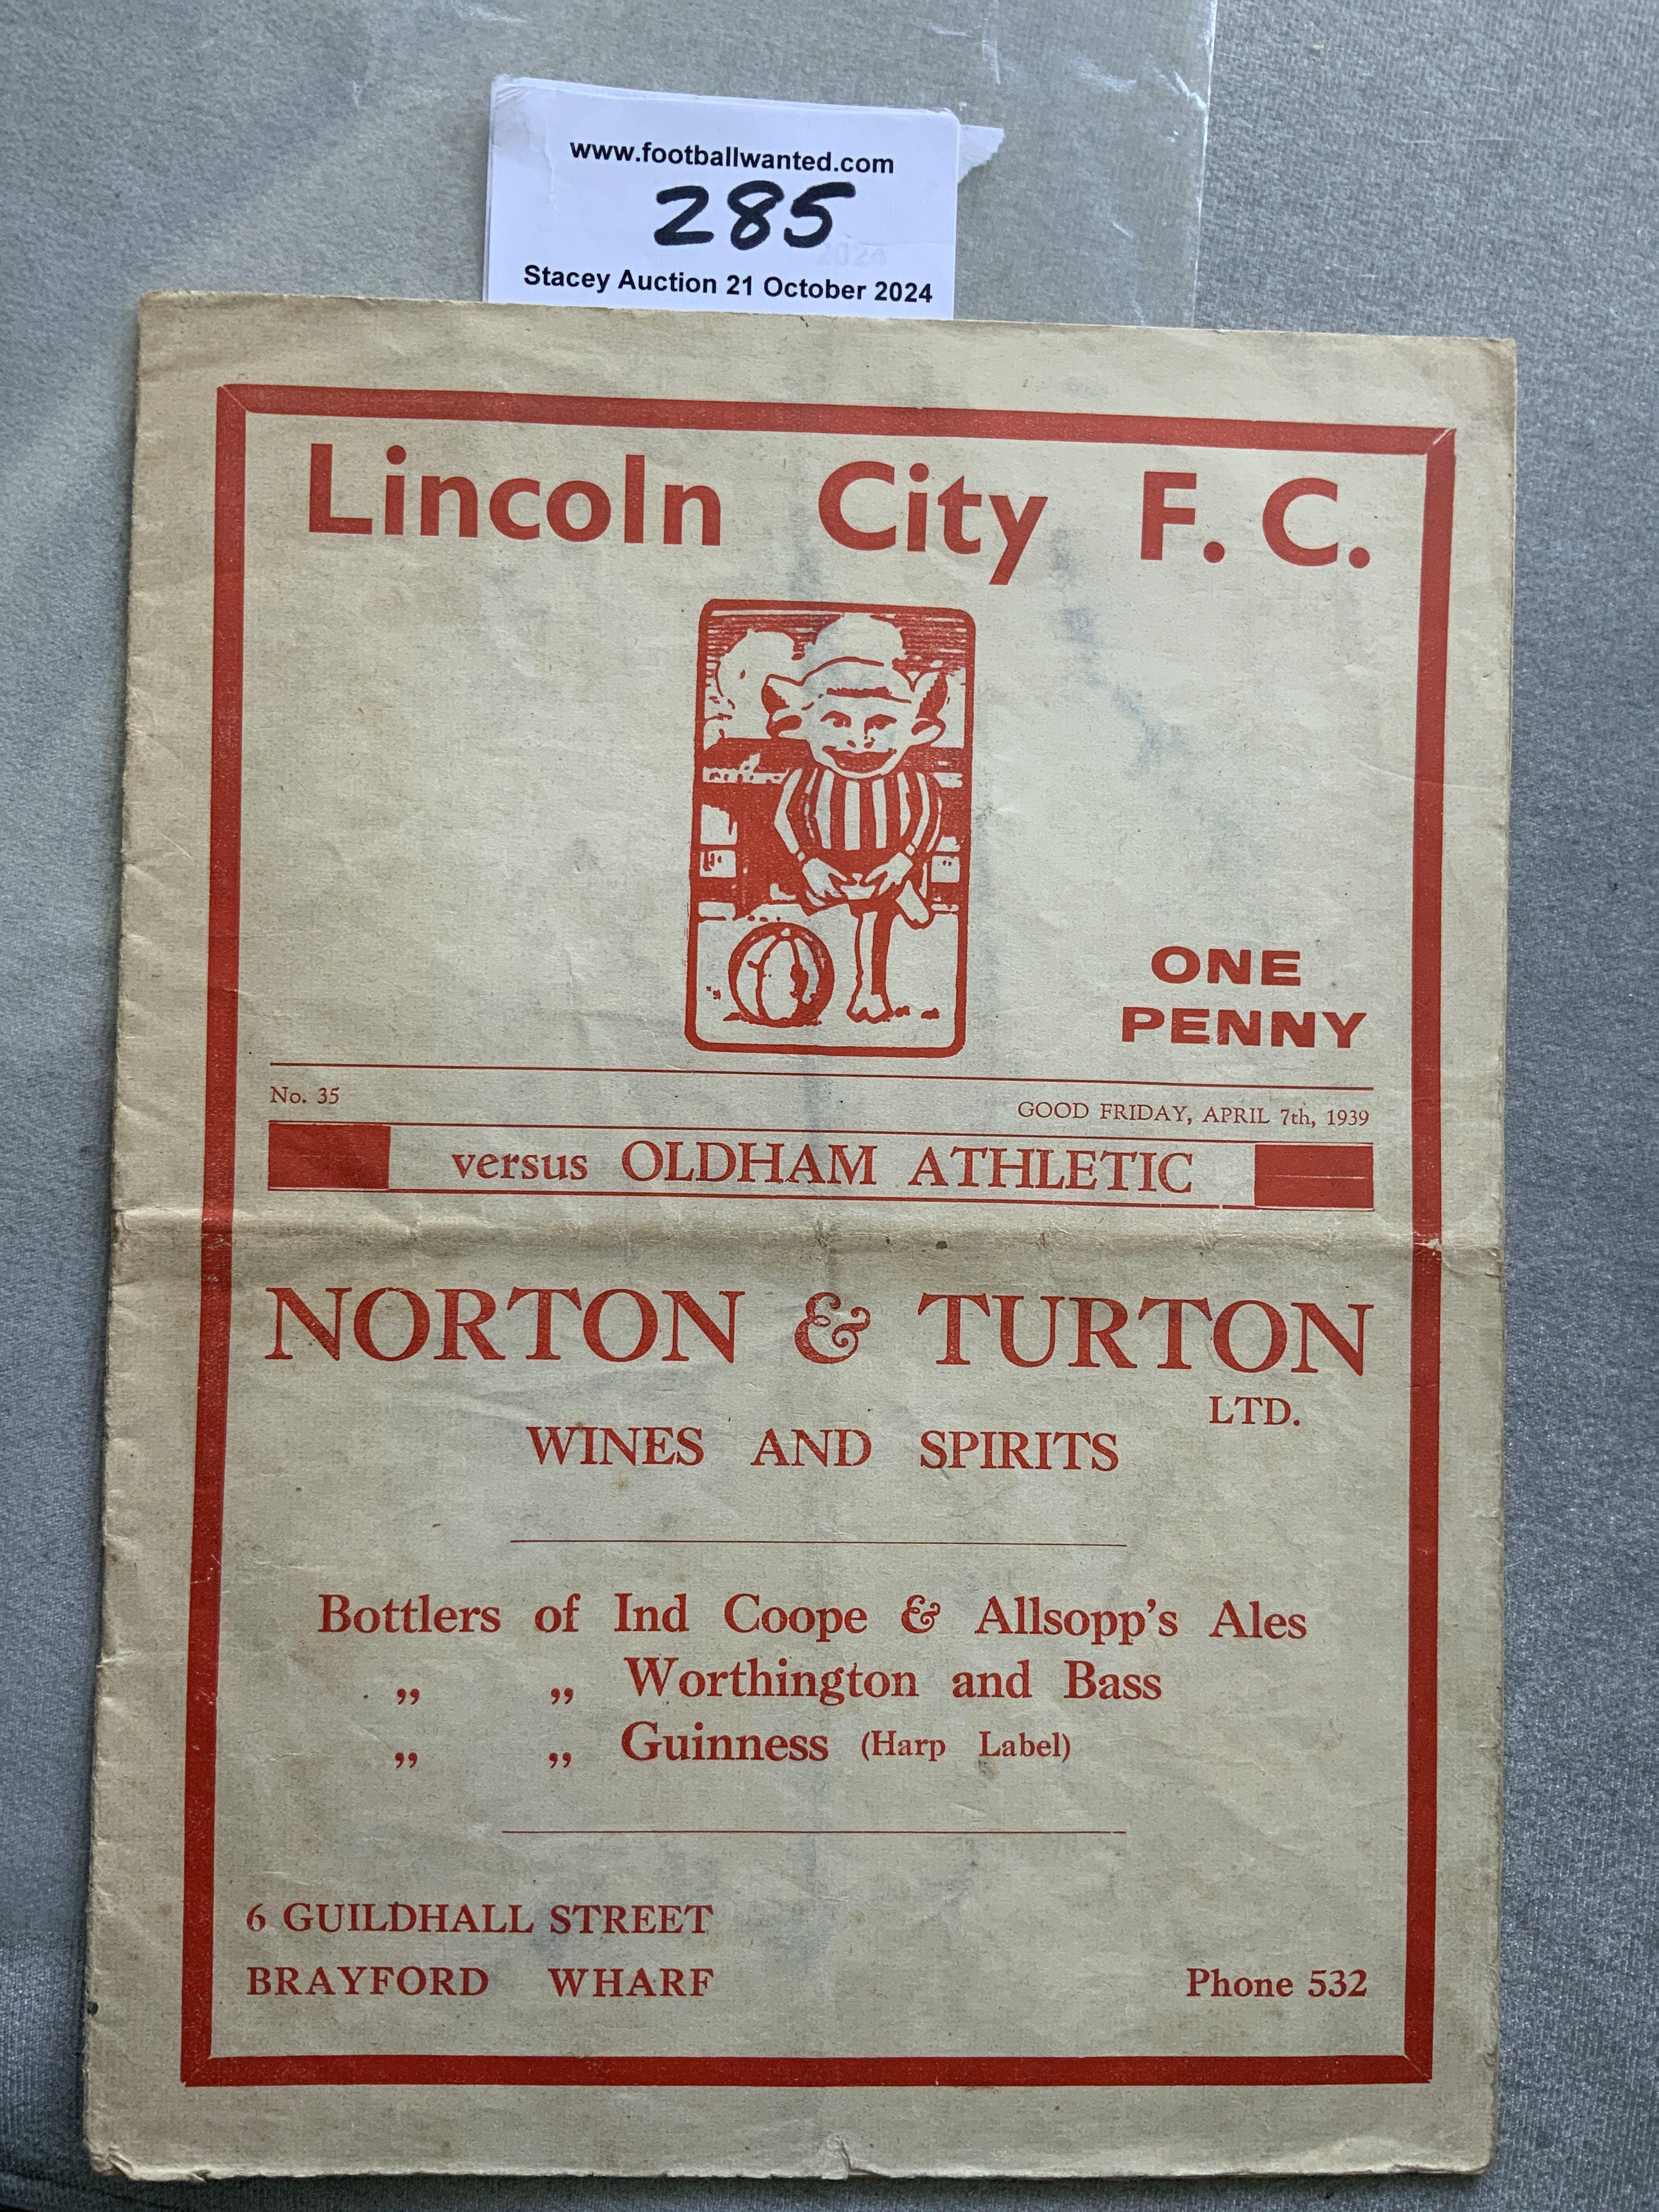 www.footballwanted.com
285
Stacey Auction 21 October 2024
Lincoln City F.C.
ONE
PENNY
No. 35
GOOD FRIDAY, APRIL 7th, 1939
versus OLDHAM ATHLETIC
NORTON & TURTON
LTD.
WINES AND SPIRITS
Bottlers of Ind Coope & Allsopp's Ales
„ „ Worthington and Bass
„ „ Guinness (Harp Label)
6 GUILDHALL STREET
BRAYFORD WHARF
Phone 532